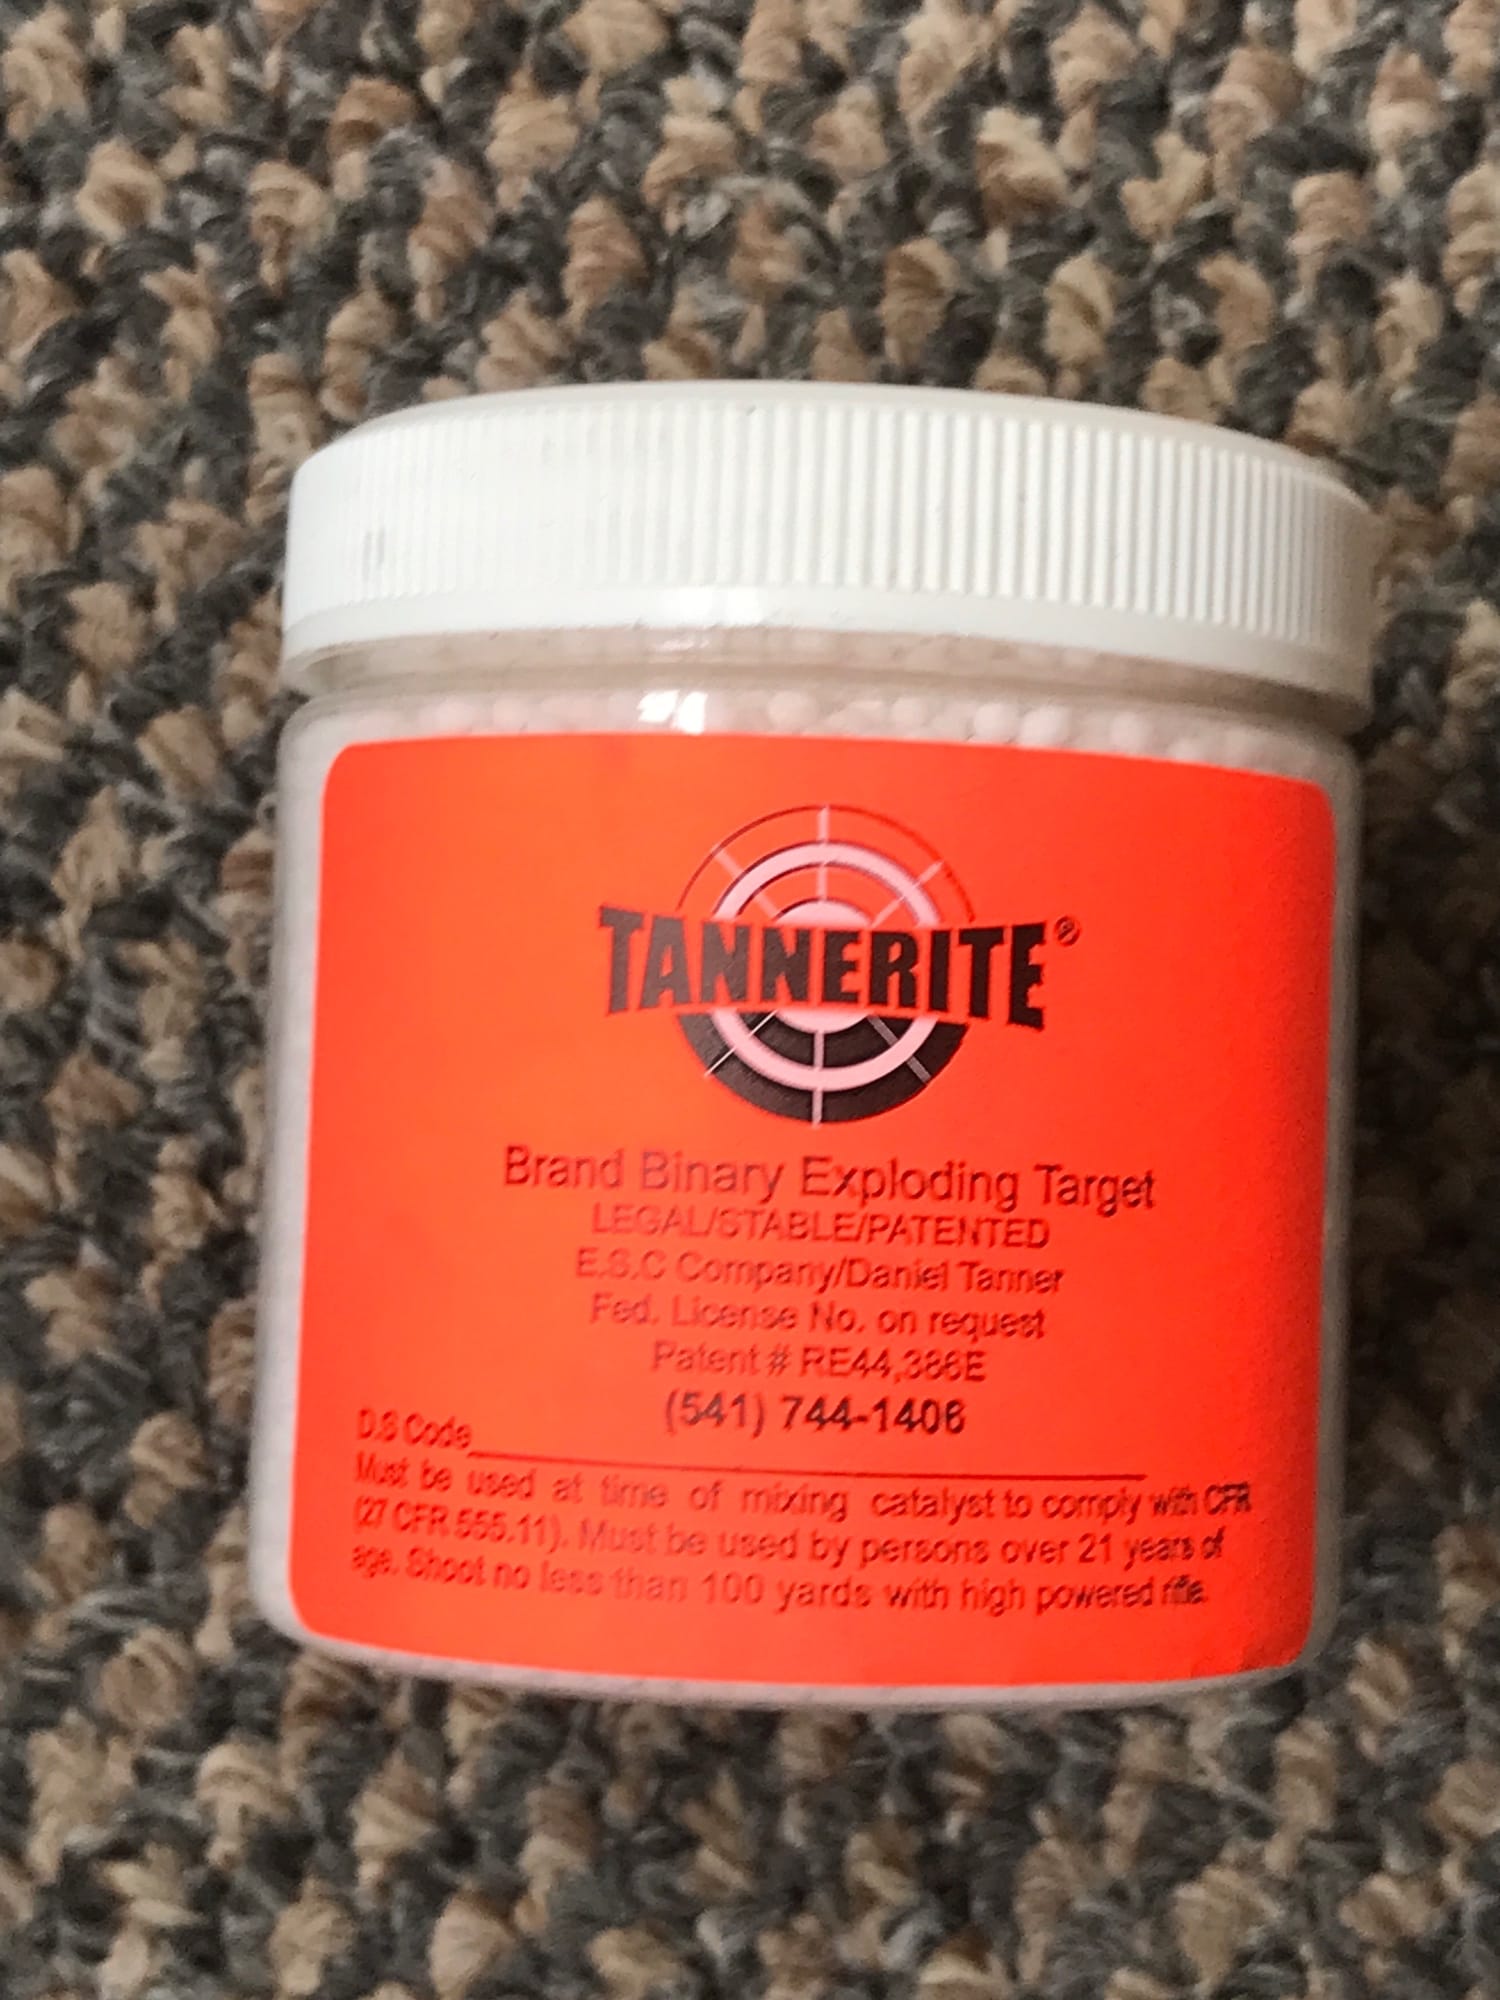 TANNERITE®
Brand Binary Exploding Target
LEGAL/STABLE/PATENTED
E.S.C Company/Daniel Tanner
Fed. License No. on request
Patent # RE44,386E
(541) 744-1406
D.S Code
Must be used at time of mixing catalyst to comply with CFR
(27 CFR 555.11). Must be used by persons over 21 years of
age. Shoot no less than 100 yards with high powered rifle.